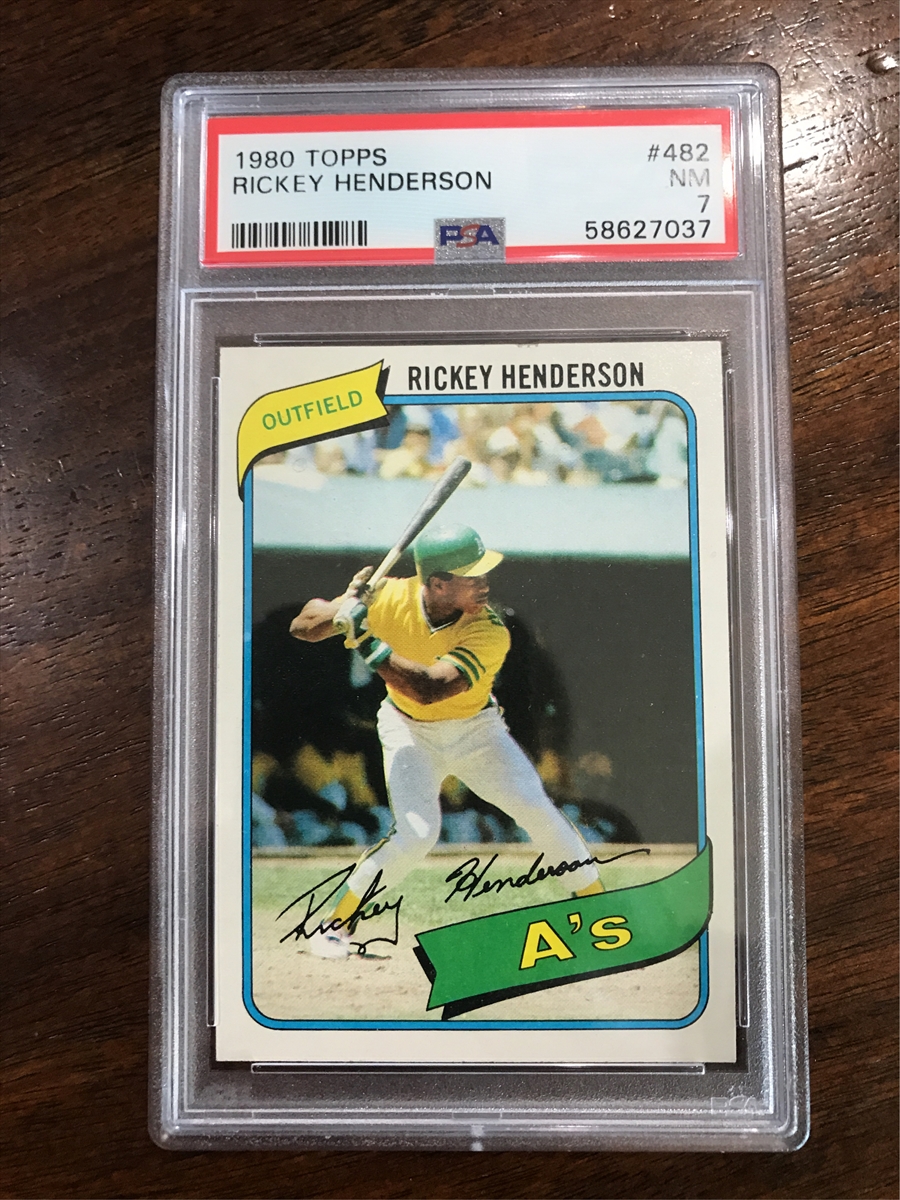 1980 TOPPS #482
RICKEY HENDERSON NM
7
PSA 58627037
RICKEY HENDERSON
OUTFIELD
Rickey Henderson
A's